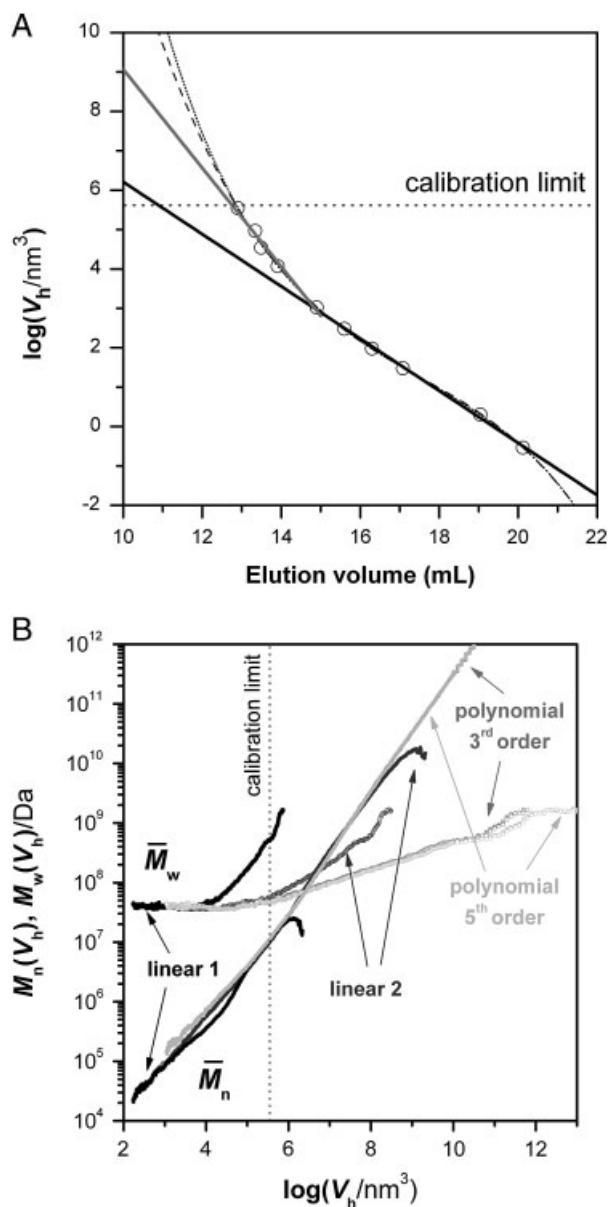 A
10
8
6
4
2
0
-2
log(Vh/nm³)
calibration limit
10 12 14 16 18 20 22
Elution volume (mL)
B
10¹²
10¹¹
10¹⁰
10⁹
10⁸
10⁷
10⁶
10⁵
10⁴
Mn(Vh), Mw(Vh)/Da
calibration limit
polynomial
3rd order
M̅w
polynomial
5th order
linear 1
linear 2
M̅n
2 4 6 8 10 12
log(Vh/nm³)